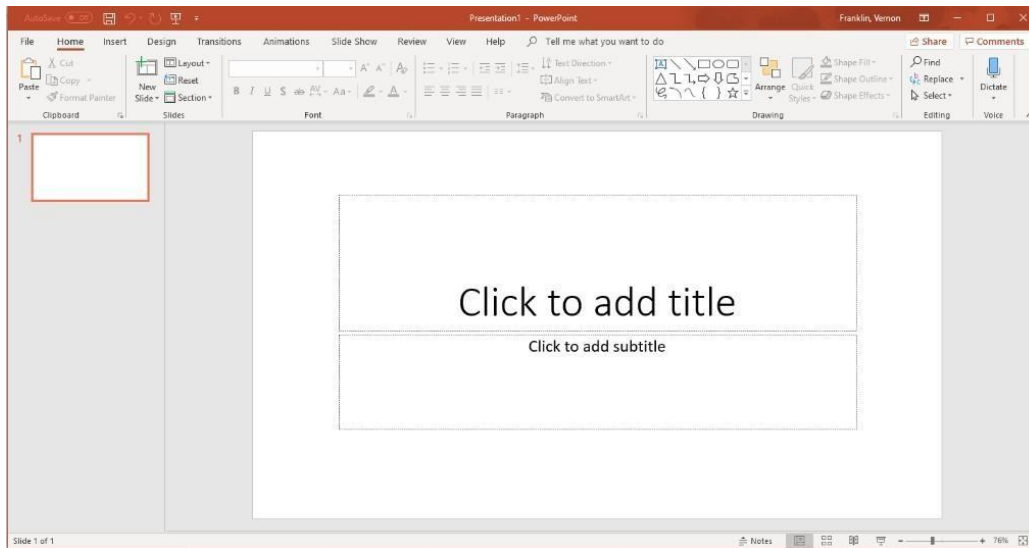 AutoSave Off Presentation1 - PowerPoint Franklin, Vernon
File Home Insert Design Transitions Animations Slide Show Review View Help Tell me what you want to do Share Comments
Paste Cut Copy Format Painter
New Slide Layout Reset Section
B I U S ab AV Aa A
Text Direction Align Text Convert to SmartArt
Arrange Quick Styles Shape Fill Shape Outline Shape Effects
Find Replace Select
Dictate
Clipboard Slides Font Paragraph Drawing Editing Voice
1
Click to add title
Click to add subtitle
Slide 1 of 1 Notes 76%